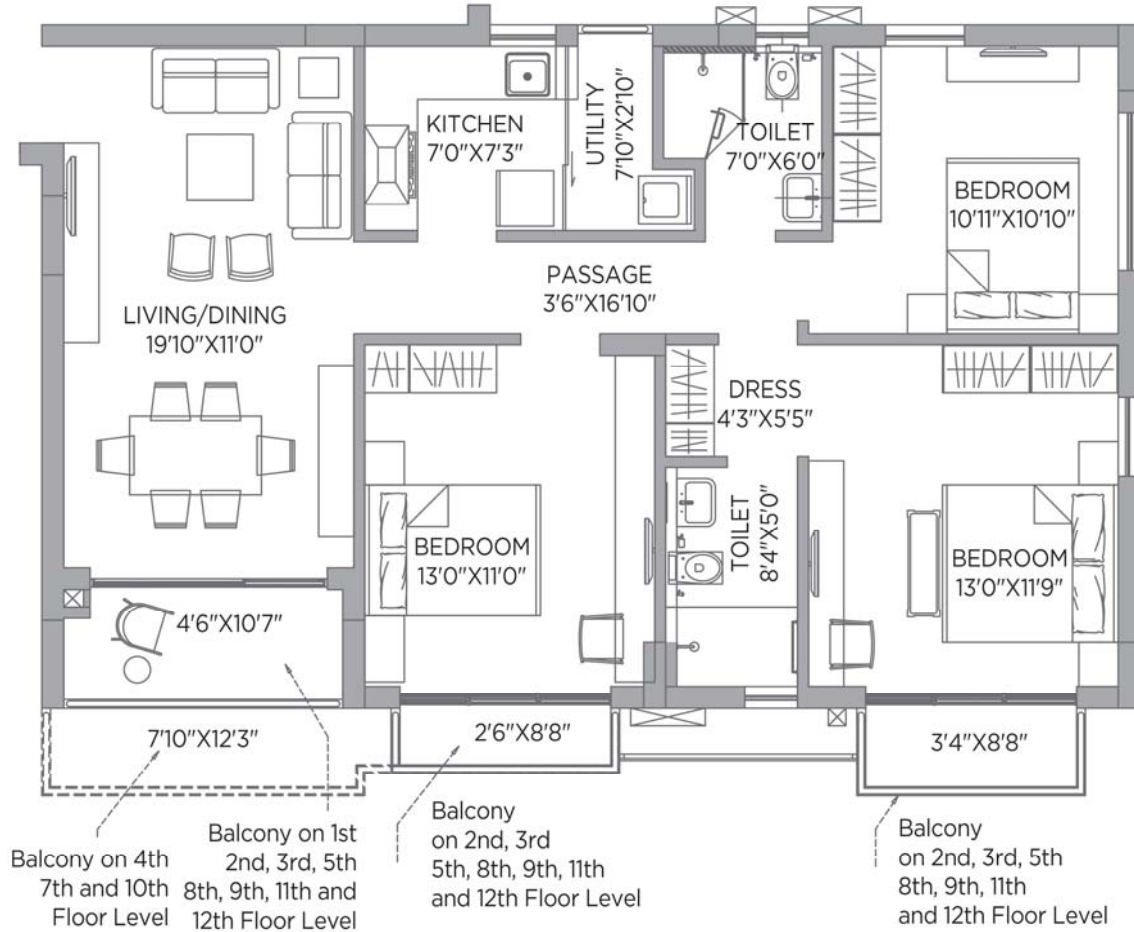 KITCHEN
7'0"X7'3"
UTILITY
7'10"X2'10"
TOILET
7'0"X6'0"
BEDROOM
10'11"X10'10"
PASSAGE
3'6"X16'10"
LIVING/DINING
19'10"X11'0"
DRESS
4'3"X5'5"
BEDROOM
13'0"X11'0"
TOILET
8'4"X5'0"
BEDROOM
13'0"X11'9"
4'6"X10'7"
7'10"X12'3"
2'6"X8'8"
3'4"X8'8"
Balcony on 4th
7th and 10th
Floor Level
Balcony on 1st
2nd, 3rd, 5th
8th, 9th, 11th and
12th Floor Level
Balcony
on 2nd, 3rd
5th, 8th, 9th, 11th
and 12th Floor Level
Balcony
on 2nd, 3rd, 5th
8th, 9th, 11th
and 12th Floor Level